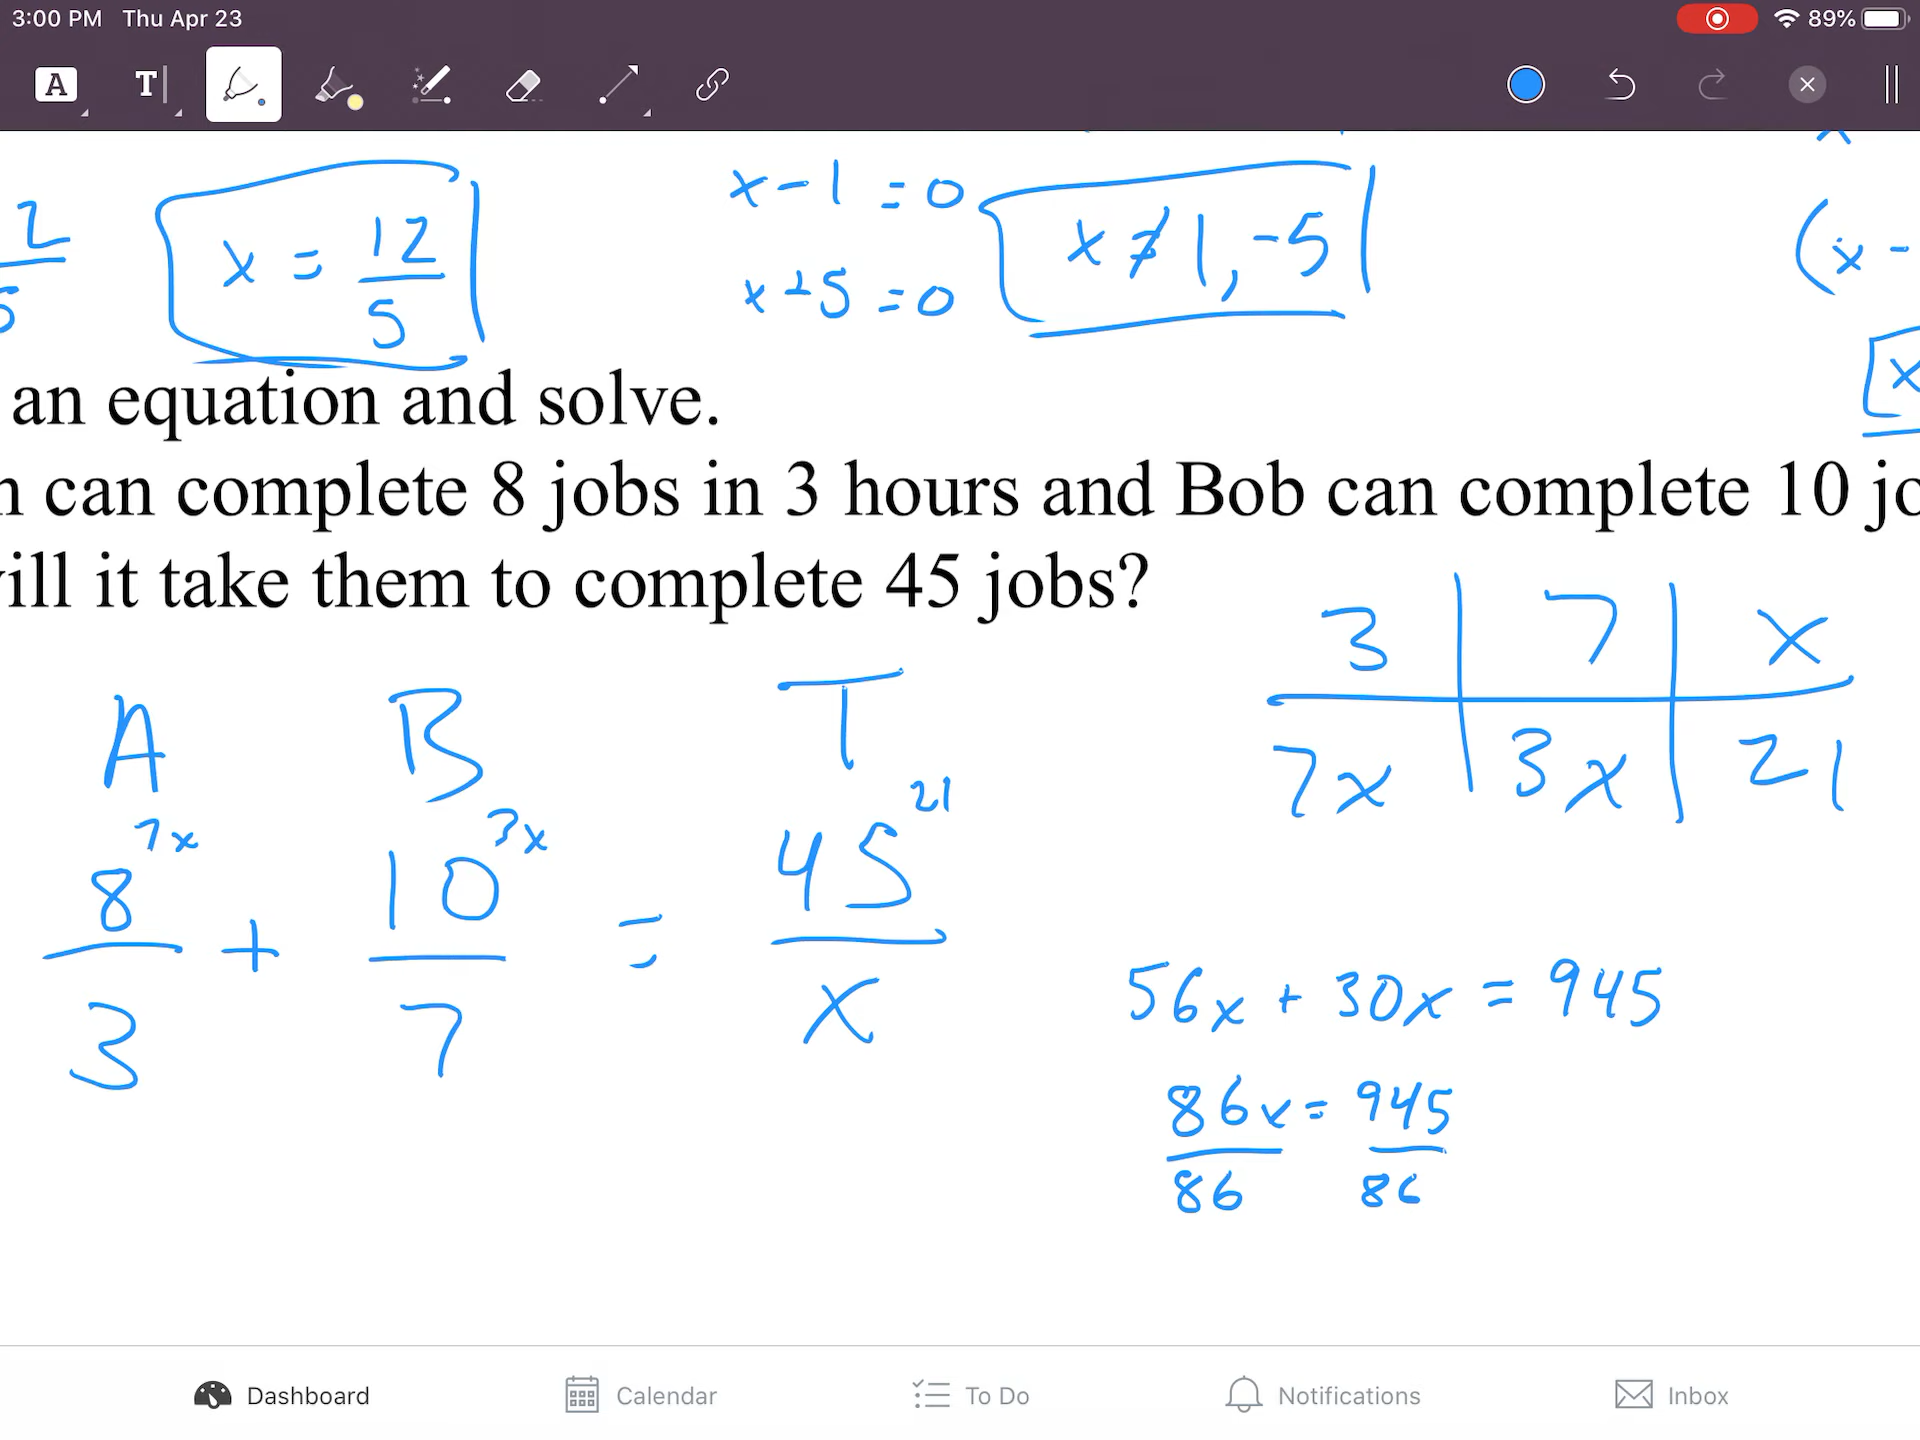 3:00 PM Thu Apr 23
89%
A T
x - 1 = 0
x = 12/5
x ≠ 1, -5
x + 5 = 0
(x -
x
an equation and solve.
can complete 8 jobs in 3 hours and Bob can complete 10 jo
ill it take them to complete 45 jobs?
3 | 7 | x
7x | 3x | 21
A B T
7x 3x 21
8/3 + 10/7 = 45/x
56x + 30x = 945
86x = 945
86 86
Dashboard Calendar To Do Notifications Inbox